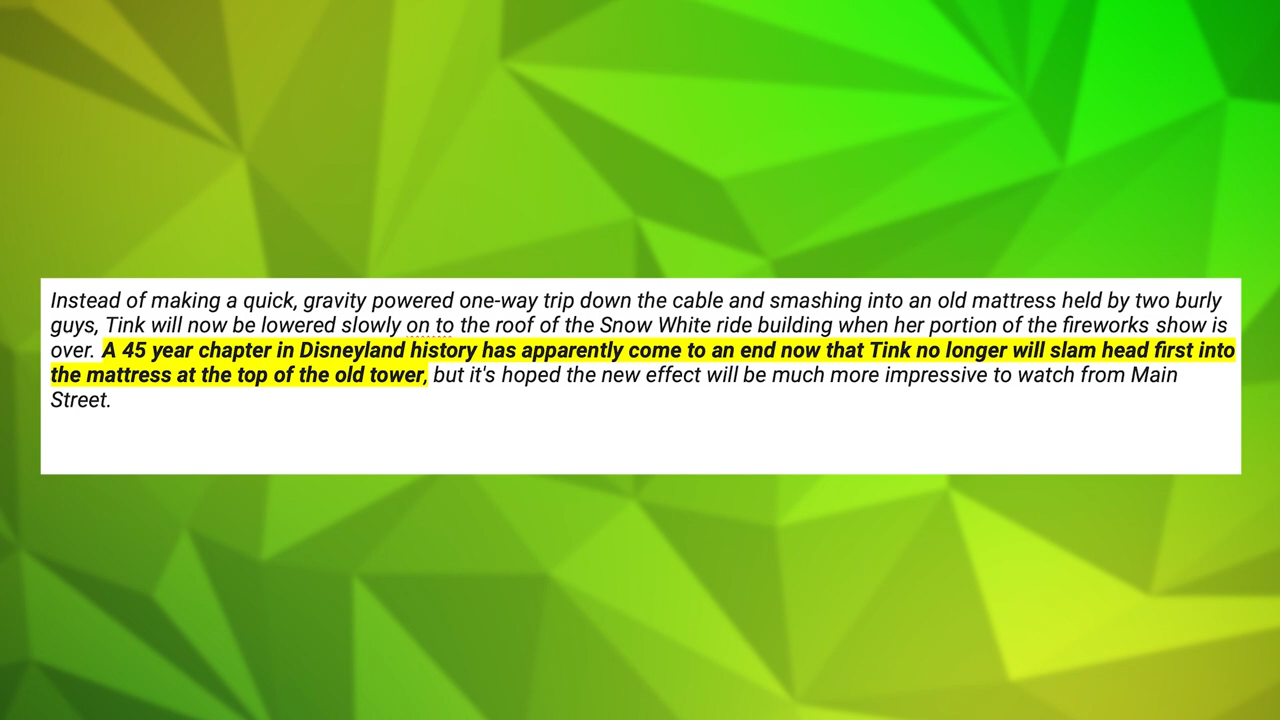 Instead of making a quick, gravity powered one-way trip down the cable and smashing into an old mattress held by two burly
guys, Tink will now be lowered slowly on to the roof of the Snow White ride building when her portion of the fireworks show is
over. A 45 year chapter in Disneyland history has apparently come to an end now that Tink no longer will slam head first into
the mattress at the top of the old tower, but it's hoped the new effect will be much more impressive to watch from Main
Street.